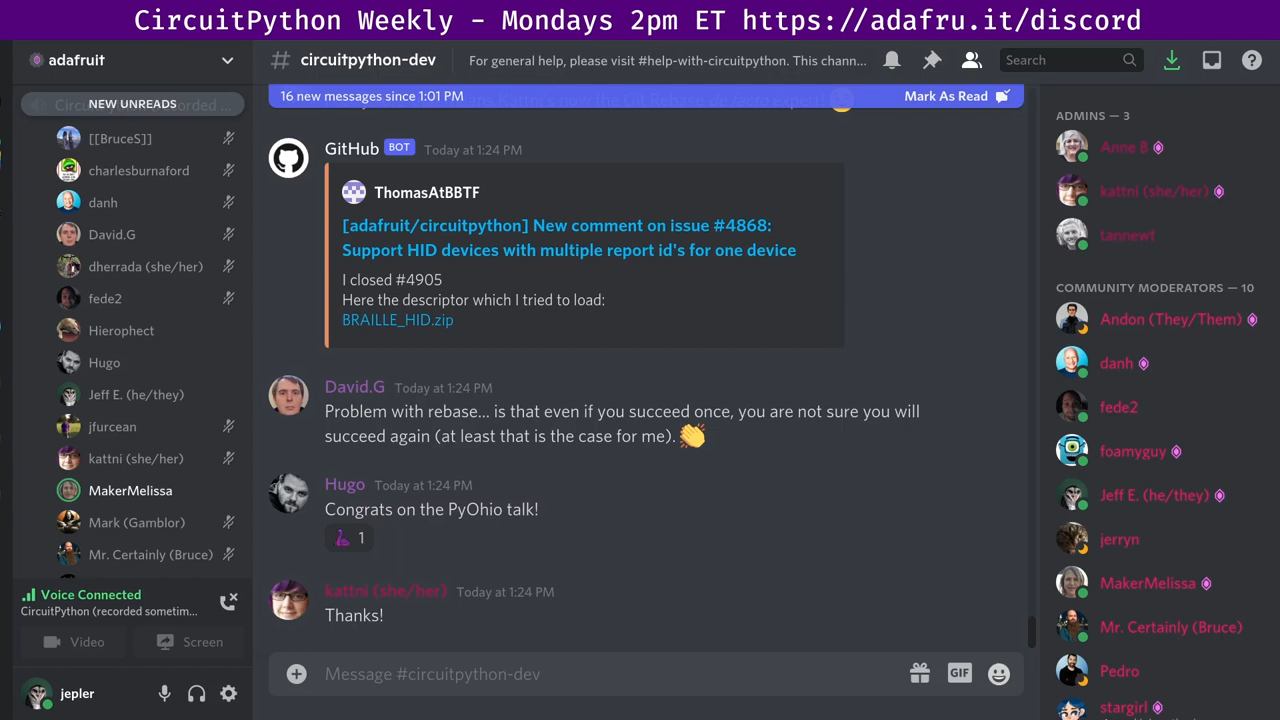 CircuitPython Weekly - Mondays 2pm ET https://adafru.it/discord
adafruit
NEW UNREADS
[[BruceS]]
charlesburnaford
danh
David.G
dherrada (she/her)
fede2
Hierophect
Hugo
Jeff E. (he/they)
jfurcean
kattni (she/her)
MakerMelissa
Mark (Gamblor)
Mr. Certainly (Bruce)
Voice Connected
CircuitPython (recorded sometim...
Video
Screen
jepler
# circuitpython-dev
For general help, please visit #help-with-circuitpython. This chann...
Search
16 new messages since 1:01 PM
Mark As Read
GitHub BOT Today at 1:24 PM
ThomasAtBBTF
[adafruit/circuitpython] New comment on issue #4868:
Support HID devices with multiple report id's for one device
I closed #4905
Here the descriptor which I tried to load:
BRAILLE_HID.zip
David.G Today at 1:24 PM
Problem with rebase... is that even if you succeed once, you are not sure you will
succeed again (at least that is the case for me). 👏
Hugo Today at 1:24 PM
Congrats on the PyOhio talk!
1
kattni (she/her) Today at 1:24 PM
Thanks!
Message #circuitpython-dev
GIF
ADMINS — 3
Anne B
kattni (she/her)
tannewt
COMMUNITY MODERATORS — 10
Andon (They/Them)
danh
fede2
foamyguy
Jeff E. (he/they)
jerryn
MakerMelissa
Mr. Certainly (Bruce)
Pedro
stargirl